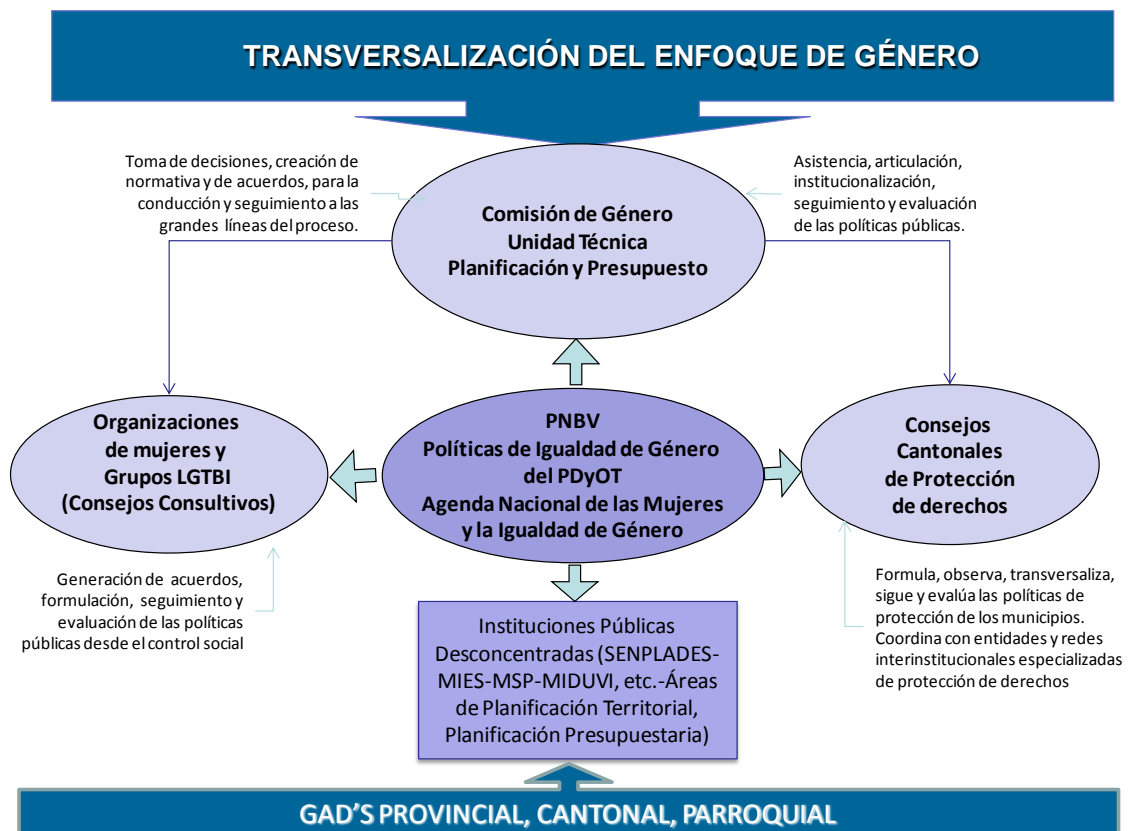 TRANSVERSALIZACIÓN DEL ENFOQUE DE GÉNERO
Toma de decisiones, creación de
normativa y de acuerdos, para la
conducción y seguimiento a las
grandes líneas del proceso.
Asistencia, articulación,
institucionalización,
seguimiento y evaluación
de las políticas públicas.
Comisión de Género
Unidad Técnica
Planificación y Presupuesto
Organizaciones
de mujeres y
Grupos LGTBI
(Consejos Consultivos)
PNBV
Políticas de Igualdad de Género
del PDyOT
Agenda Nacional de las Mujeres
y la Igualdad de Género
Consejos
Cantonales
de Protección
de derechos
Generación de acuerdos,
formulación, seguimiento y
evaluación de las políticas
públicas desde el control social
Formula, observa, transversaliza,
sigue y evalúa las políticas de
protección de los municipios.
Coordina con entidades y redes
interinstitucionales especializadas
de protección de derechos
Instituciones Públicas
Desconcentradas (SENPLADES-
MIES-MSP-MIDUVI, etc.-Áreas
de Planificación Territorial,
Planificación Presupuestaria)
GAD'S PROVINCIAL, CANTONAL, PARROQUIAL